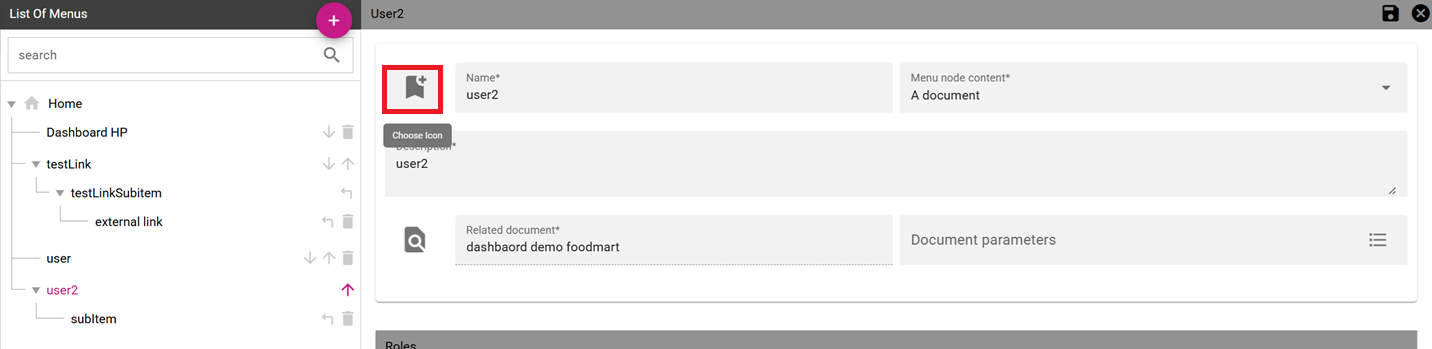 List Of Menus
+
search
Home
Dashboard HP
testLink
testLinkSubitem
external link
user
user2
subItem
User2
Name*
user2
Menu node content*
A document
Choose Icon
Description*
user2
Related document*
dashbaord demo foodmart
Document parameters
Roles